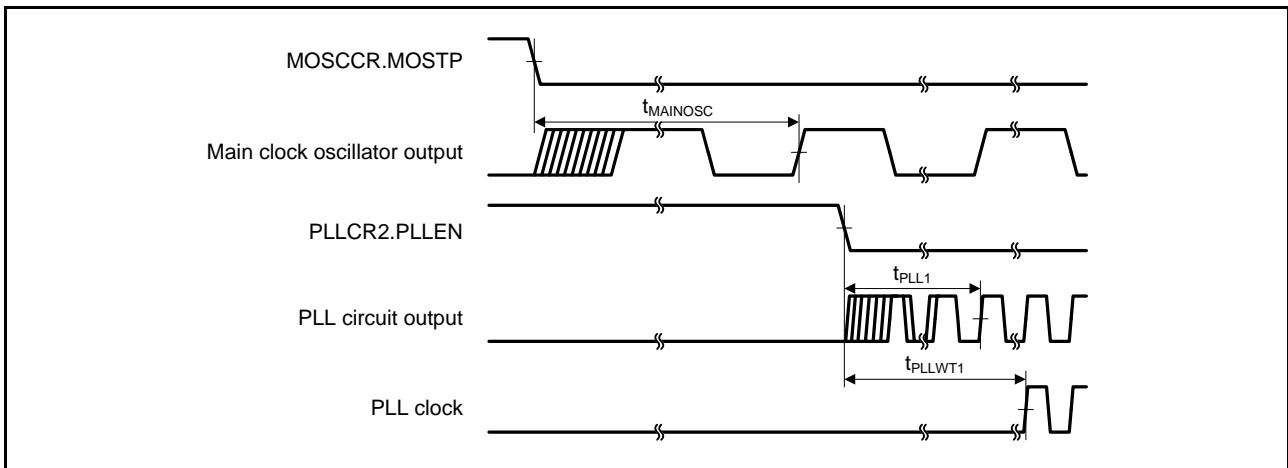 MOSCCR.MOSTP
tMAINOSC
Main clock oscillator output
PLLCR2.PLLEN
tPLL1
PLL circuit output
tPLLWT1
PLL clock